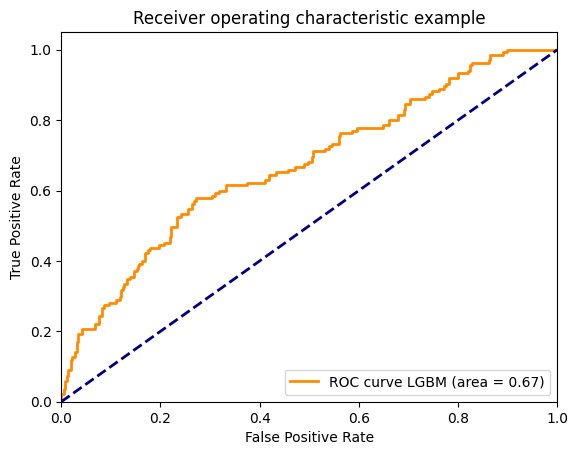 Receiver operating characteristic example
True Positive Rate
1.0
0.8
0.6
0.4
0.2
0.0
ROC curve LGBM (area = 0.67)
0.0 0.2 0.4 0.6 0.8 1.0
False Positive Rate